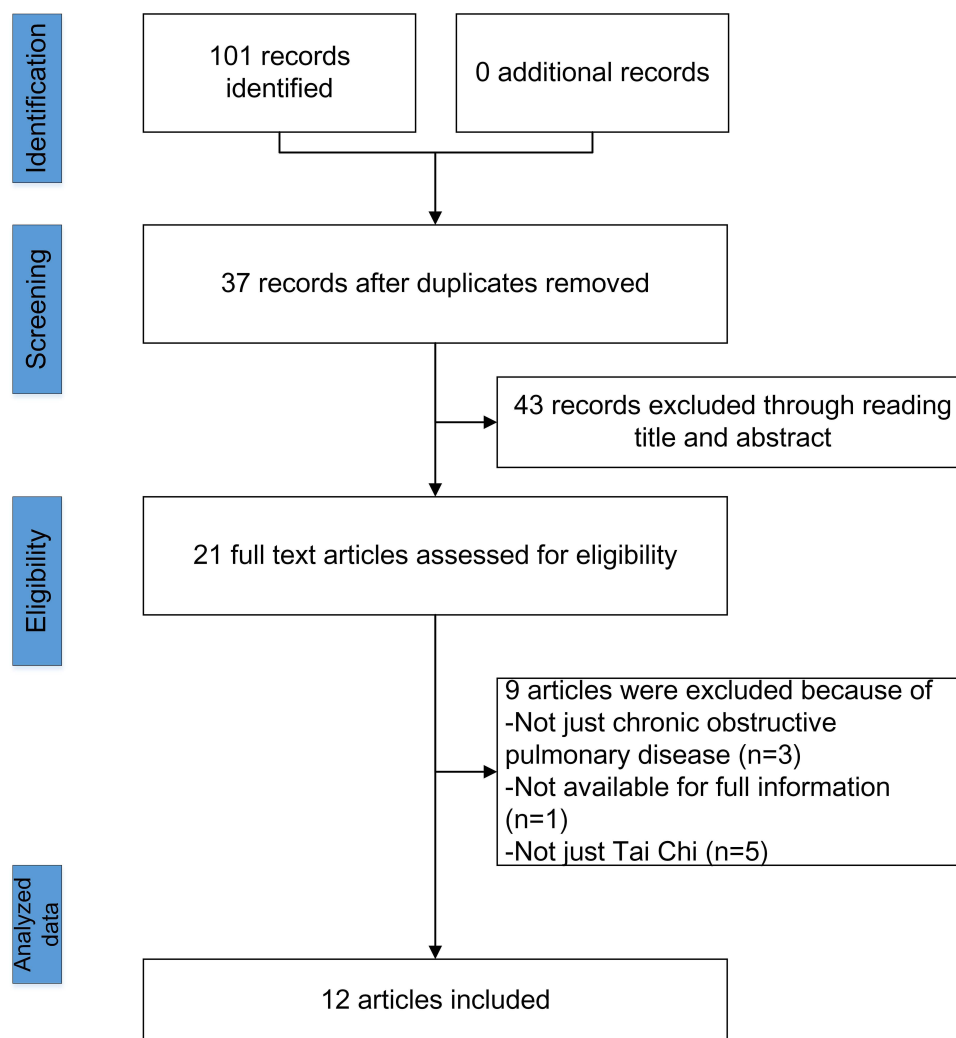 Identification
101 records
identified
0 additional records
Screening
37 records after duplicates removed
43 records excluded through reading
title and abstract
Eligibility
21 full text articles assessed for eligibility
9 articles were excluded because of
-Not just chronic obstructive
pulmonary disease (n=3)
-Not available for full information
(n=1)
-Not just Tai Chi (n=5)
Analyzed
data
12 articles included